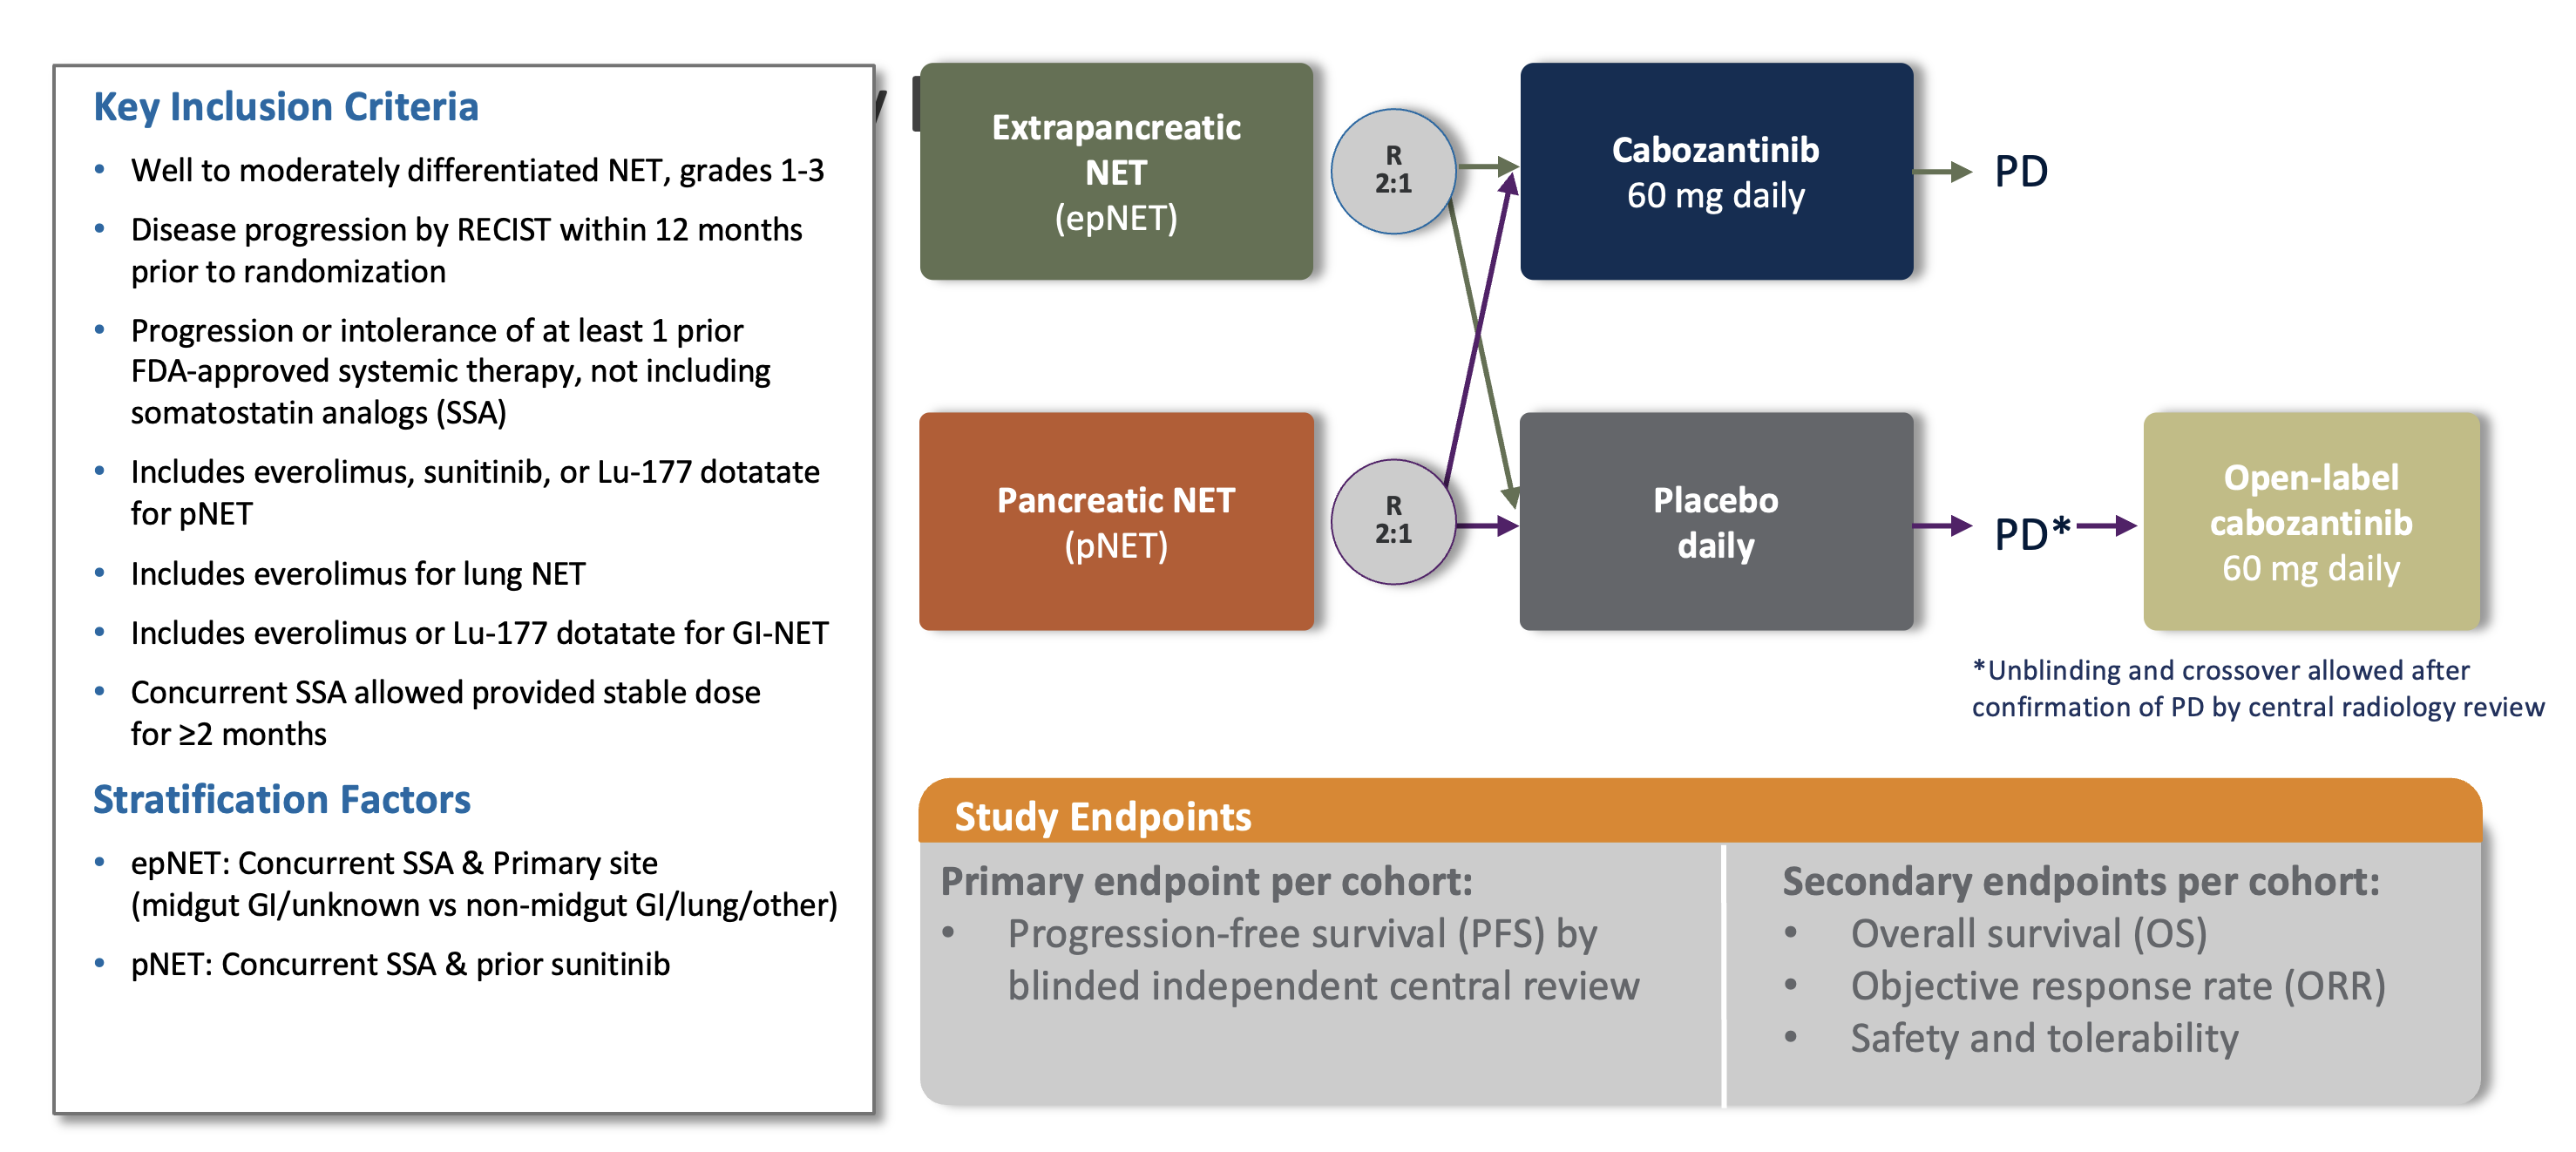 Key Inclusion Criteria
• Well to moderately differentiated NET, grades 1-3
• Disease progression by RECIST within 12 months
prior to randomization
• Progression or intolerance of at least 1 prior
FDA-approved systemic therapy, not including
somatostatin analogs (SSA)
• Includes everolimus, sunitinib, or Lu-177 dotatate
for pNET
• Includes everolimus for lung NET
• Includes everolimus or Lu-177 dotatate for GI-NET
• Concurrent SSA allowed provided stable dose
for ≥2 months
Stratification Factors
• epNET: Concurrent SSA & Primary site
(midgut GI/unknown vs non-midgut GI/lung/other)
• pNET: Concurrent SSA & prior sunitinib
Extrapancreatic
NET
(epNET)
R
2:1
Cabozantinib
60 mg daily
PD
Pancreatic NET
(pNET)
R
2:1
Placebo
daily
PD*
Open-label
cabozantinib
60 mg daily
*Unblinding and crossover allowed after
confirmation of PD by central radiology review
Study Endpoints
Primary endpoint per cohort:
• Progression-free survival (PFS) by
blinded independent central review
Secondary endpoints per cohort:
• Overall survival (OS)
• Objective response rate (ORR)
• Safety and tolerability